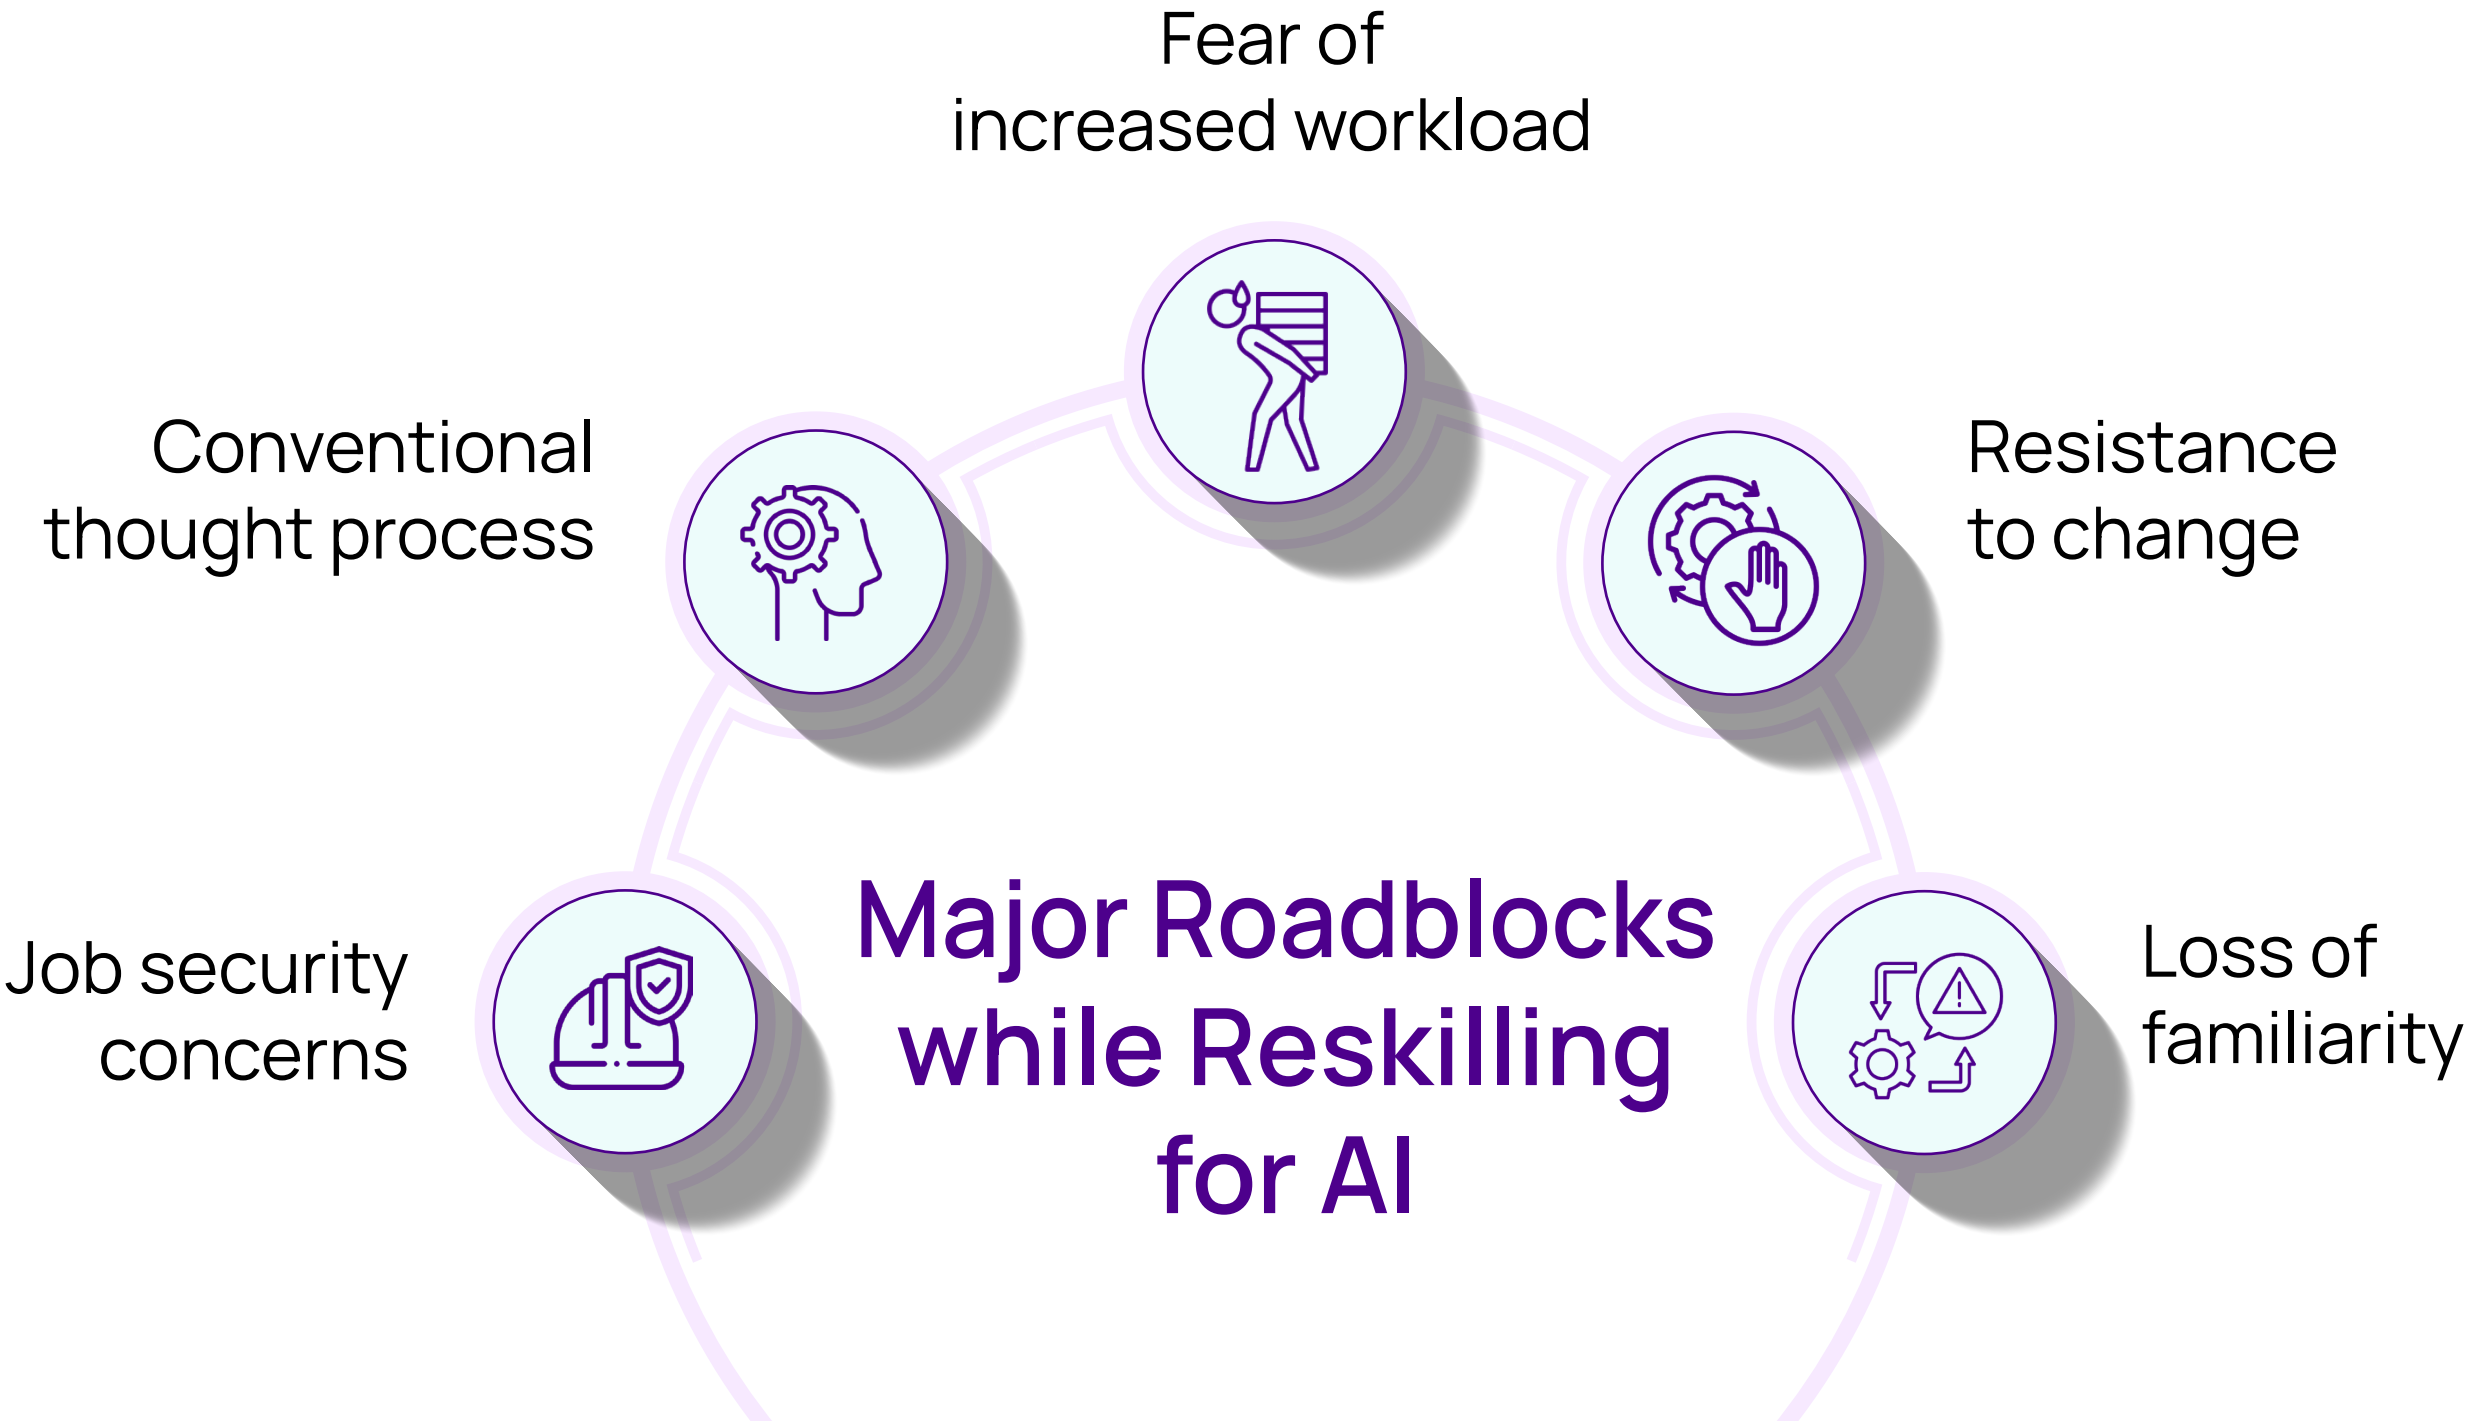 Fear of
increased workload
Conventional
thought process
Resistance
to change
Job security
concerns
Major Roadblocks
while Reskilling
for AI
Loss of
familiarity